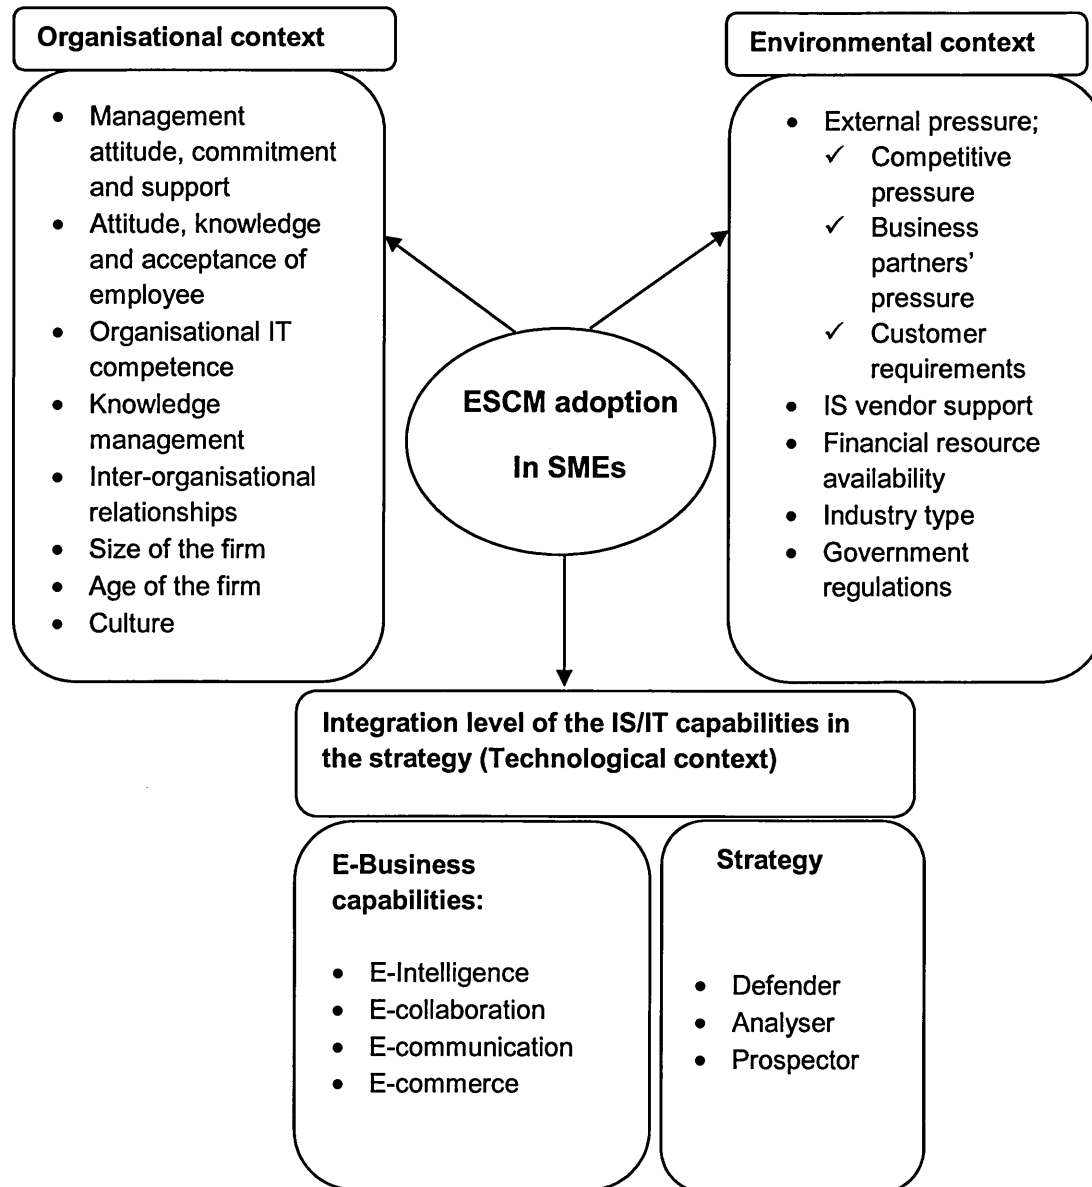 Organisational context
• Management
attitude, commitment
and support
• Attitude, knowledge
and acceptance of
employee
• Organisational IT
competence
• Knowledge
management
• Inter-organisational
relationships
• Size of the firm
• Age of the firm
• Culture
Environmental context
• External pressure;
✓ Competitive
pressure
✓ Business
partners'
pressure
✓ Customer
requirements
• IS vendor support
• Financial resource
availability
• Industry type
• Government
regulations
ESCM adoption
In SMEs
Integration level of the IS/IT capabilities in
the strategy (Technological context)
E-Business
capabilities:
• E-Intelligence
• E-collaboration
• E-communication
• E-commerce
Strategy
• Defender
• Analyser
• Prospector